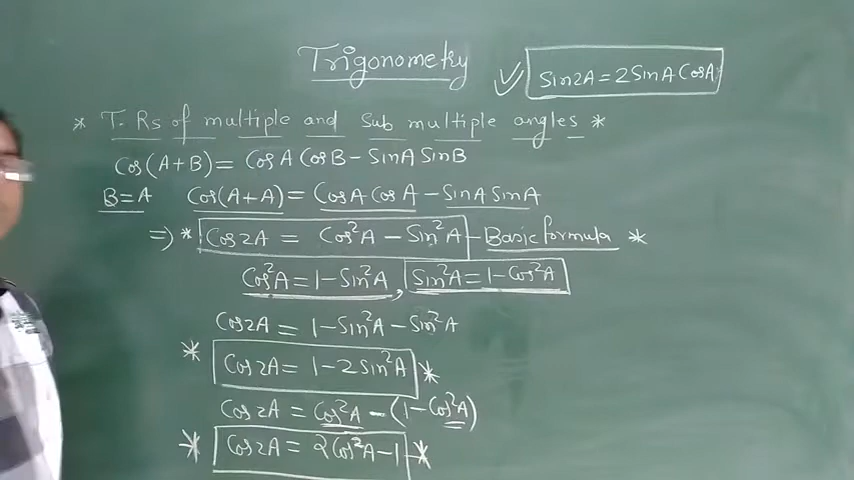 Trigonometry
Sin2A = 2SinA CosA
* T. Rs of multiple and Sub multiple angles *
Cos(A+B) = CosA CosB - SinA SinB
B=A Cos(A+A) = CosA CosA - SinA SinA
⇒ * Cos2A = Cos²A - Sin²A - Basic formula *
Cos²A = 1 - Sin²A, Sin²A = 1 - Cos²A
Cos2A = 1 - Sin²A - Sin²A
* Cos2A = 1 - 2Sin²A *
Cos2A = Cos²A - (1 - Cos²A)
* Cos2A = 2Cos²A - 1 *